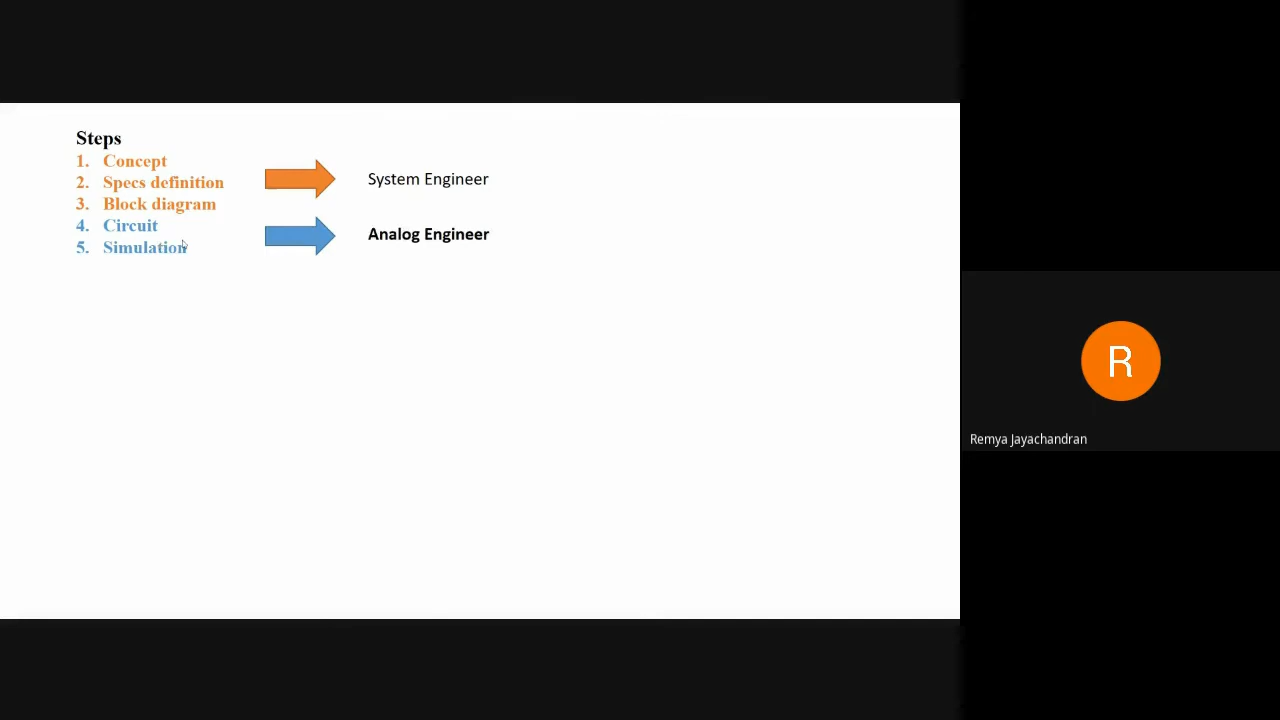 Steps
1. Concept
2. Specs definition
3. Block diagram
4. Circuit
5. Simulation
System Engineer
Analog Engineer
R
Remya Jayachandran